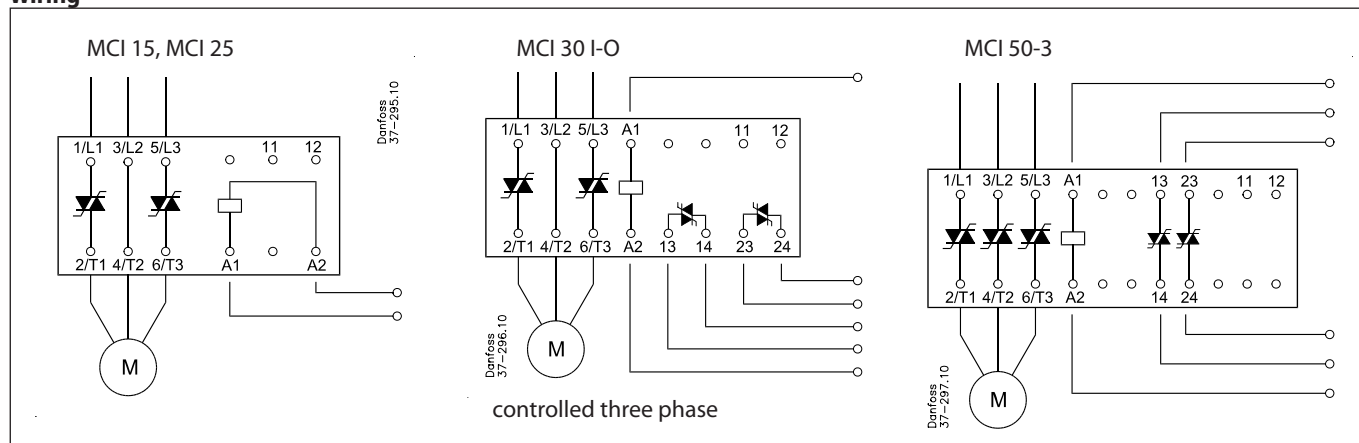 Wiring
MCI 15, MCI 25
Danfoss
37-295.10
1/L1 3/L2 5/L3 11 12
2/T1 4/T2 6/T3 A1 A2
M
MCI 30 I-O
1/L1 3/L2 5/L3 A1 11 12
2/T1 4/T2 6/T3 A2 13 14 23 24
Danfoss
37-296.10
M
controlled three phase
MCI 50-3
1/L1 3/L2 5/L3 A1 13 23 11 12
2/T1 4/T2 6/T3 A2 14 24
Danfoss
37-297.10
M